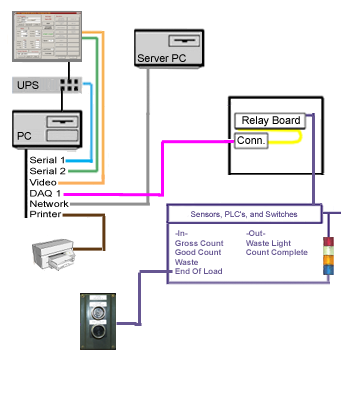 Server PC
UPS
PC
Serial 1
Serial 2
Video
DAQ 1
Network
Printer
Relay Board
Conn.
Sensors, PLC's, and Switches
-In-
Gross Count
Good Count
Waste
End Of Load
-Out-
Waste Light
Count Complete